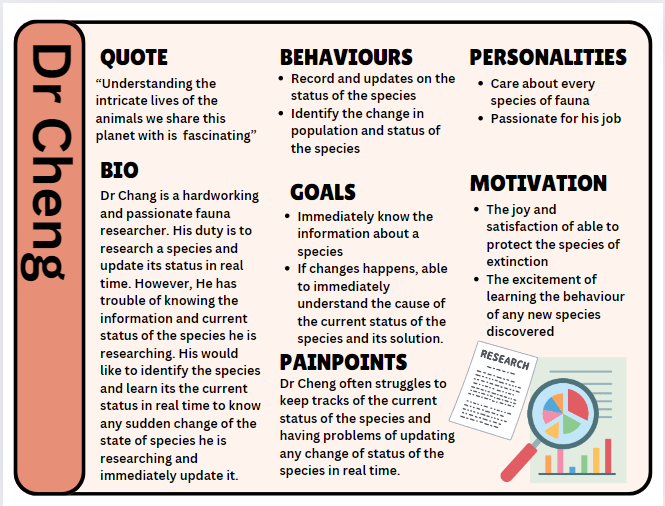 Dr Cheng
QUOTE
“Understanding the
intricate lives of the
animals we share this
planet with is fascinating”
BIO
Dr Chang is a hardworking
and passionate fauna
researcher. His duty is to
research a species and
update its status in real
time. However, He has
trouble of knowing the
information and current
status of the species he is
researching. His would
like to identify the species
and learn its the current
status in real time to know
any sudden change of the
state of species he is
researching and
immediately update it.
BEHAVIOURS
• Record and updates on the
status of the species
• Identify the change in
population and status of
the species
GOALS
• Immediately know the
information about a
species
• If changes happens, able
to immediately
understand the cause of
the current status of the
species and its solution.
PAINPOINTS
Dr Cheng often struggles to
keep tracks of the current
status of the species and
having problems of updating
any change of status of the
species in real time.
PERSONALITIES
• Care about every
species of fauna
• Passionate for his job
MOTIVATION
• The joy and
satisfaction of able to
protect the species of
extinction
• The excitement of
learning the behaviour
of any new species
discovered
RESEARCH